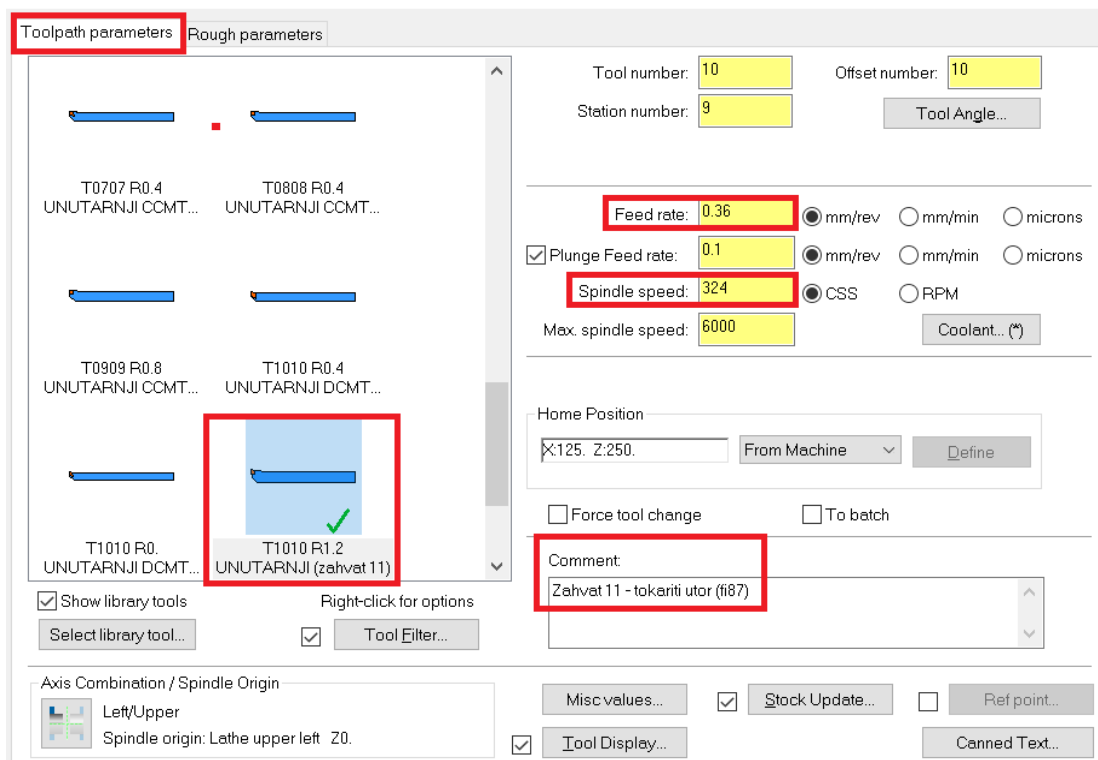 Toolpath parameters
Rough parameters
T0707 R0.4
UNUTARNJI CCMT...
T0808 R0.4
UNUTARNJI CCMT...
T0909 R0.8
UNUTARNJI CCMT...
T1010 R0.4
UNUTARNJI DCMT...
T1010 R0.
UNUTARNJI DCMT...
T1010 R1.2
UNUTARNJI (zahvat 11)
Show library tools
Right-click for options
Select library tool...
Tool Filter...
Axis Combination / Spindle Origin
Left/Upper
Spindle origin: Lathe upper left Z0.
Tool number: 10
Offset number: 10
Station number: 9
Tool Angle...
Feed rate: 0.36 mm/rev mm/min microns
Plunge Feed rate: 0.1 mm/rev mm/min microns
Spindle speed: 324 CSS RPM
Max. spindle speed: 6000
Coolant... (*)
Home Position
X:125. Z:250.
From Machine
Define
Force tool change
To batch
Comment:
Zahvat 11 - tokariti utor (fi87)
Misc values...
Stock Update...
Ref point...
Tool Display...
Canned Text...